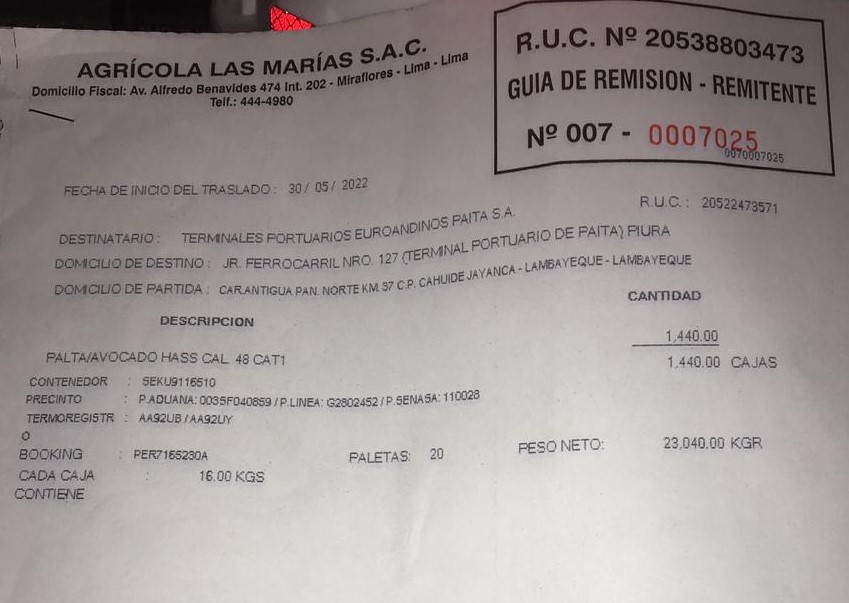 AGRÍCOLA LAS MARÍAS S.A.C.
Domicilio Fiscal: Av. Alfredo Benavides 474 Int. 202 - Miraflores - Lima - Lima
Telf.: 444-4980
R.U.C. Nº 20538803473
GUIA DE REMISION - REMITENTE
Nº 007 - 0007025
0070007025
FECHA DE INICIO DEL TRASLADO : 30/ 05/ 2022
R.U.C. : 20522473571
DESTINATARIO : TERMINALES PORTUARIOS EUROANDINOS PAITA S.A.
DOMICILIO DE DESTINO : JR. FERROCARRIL NRO. 127 (TERMINAL PORTUARIO DE PAITA) PIURA
DOMICILIO DE PARTIDA : CARANTIGUA PAN. NORTE KM. 37 C.P. CAHUIDE JAYANCA - LAMBAYEQUE - LAMBAYEQUE
DESCRIPCION CANTIDAD
1,440.00
PALTA/AVOCADO HASS CAL. 48 CAT1 1,440.00 CAJAS
CONTENEDOR : SEKU9116510
PRECINTO : P.ADUANA: 0035F040859 / P.LINEA: G2802452 / P.SENASA: 110028
TERMOREGISTR : AA92UB / AA92UY
O
BOOKING : PER7165230A PALETAS: 20 PESO NETO: 23,040.00 KGR
CADA CAJA : 16.00 KGS
CONTIENE